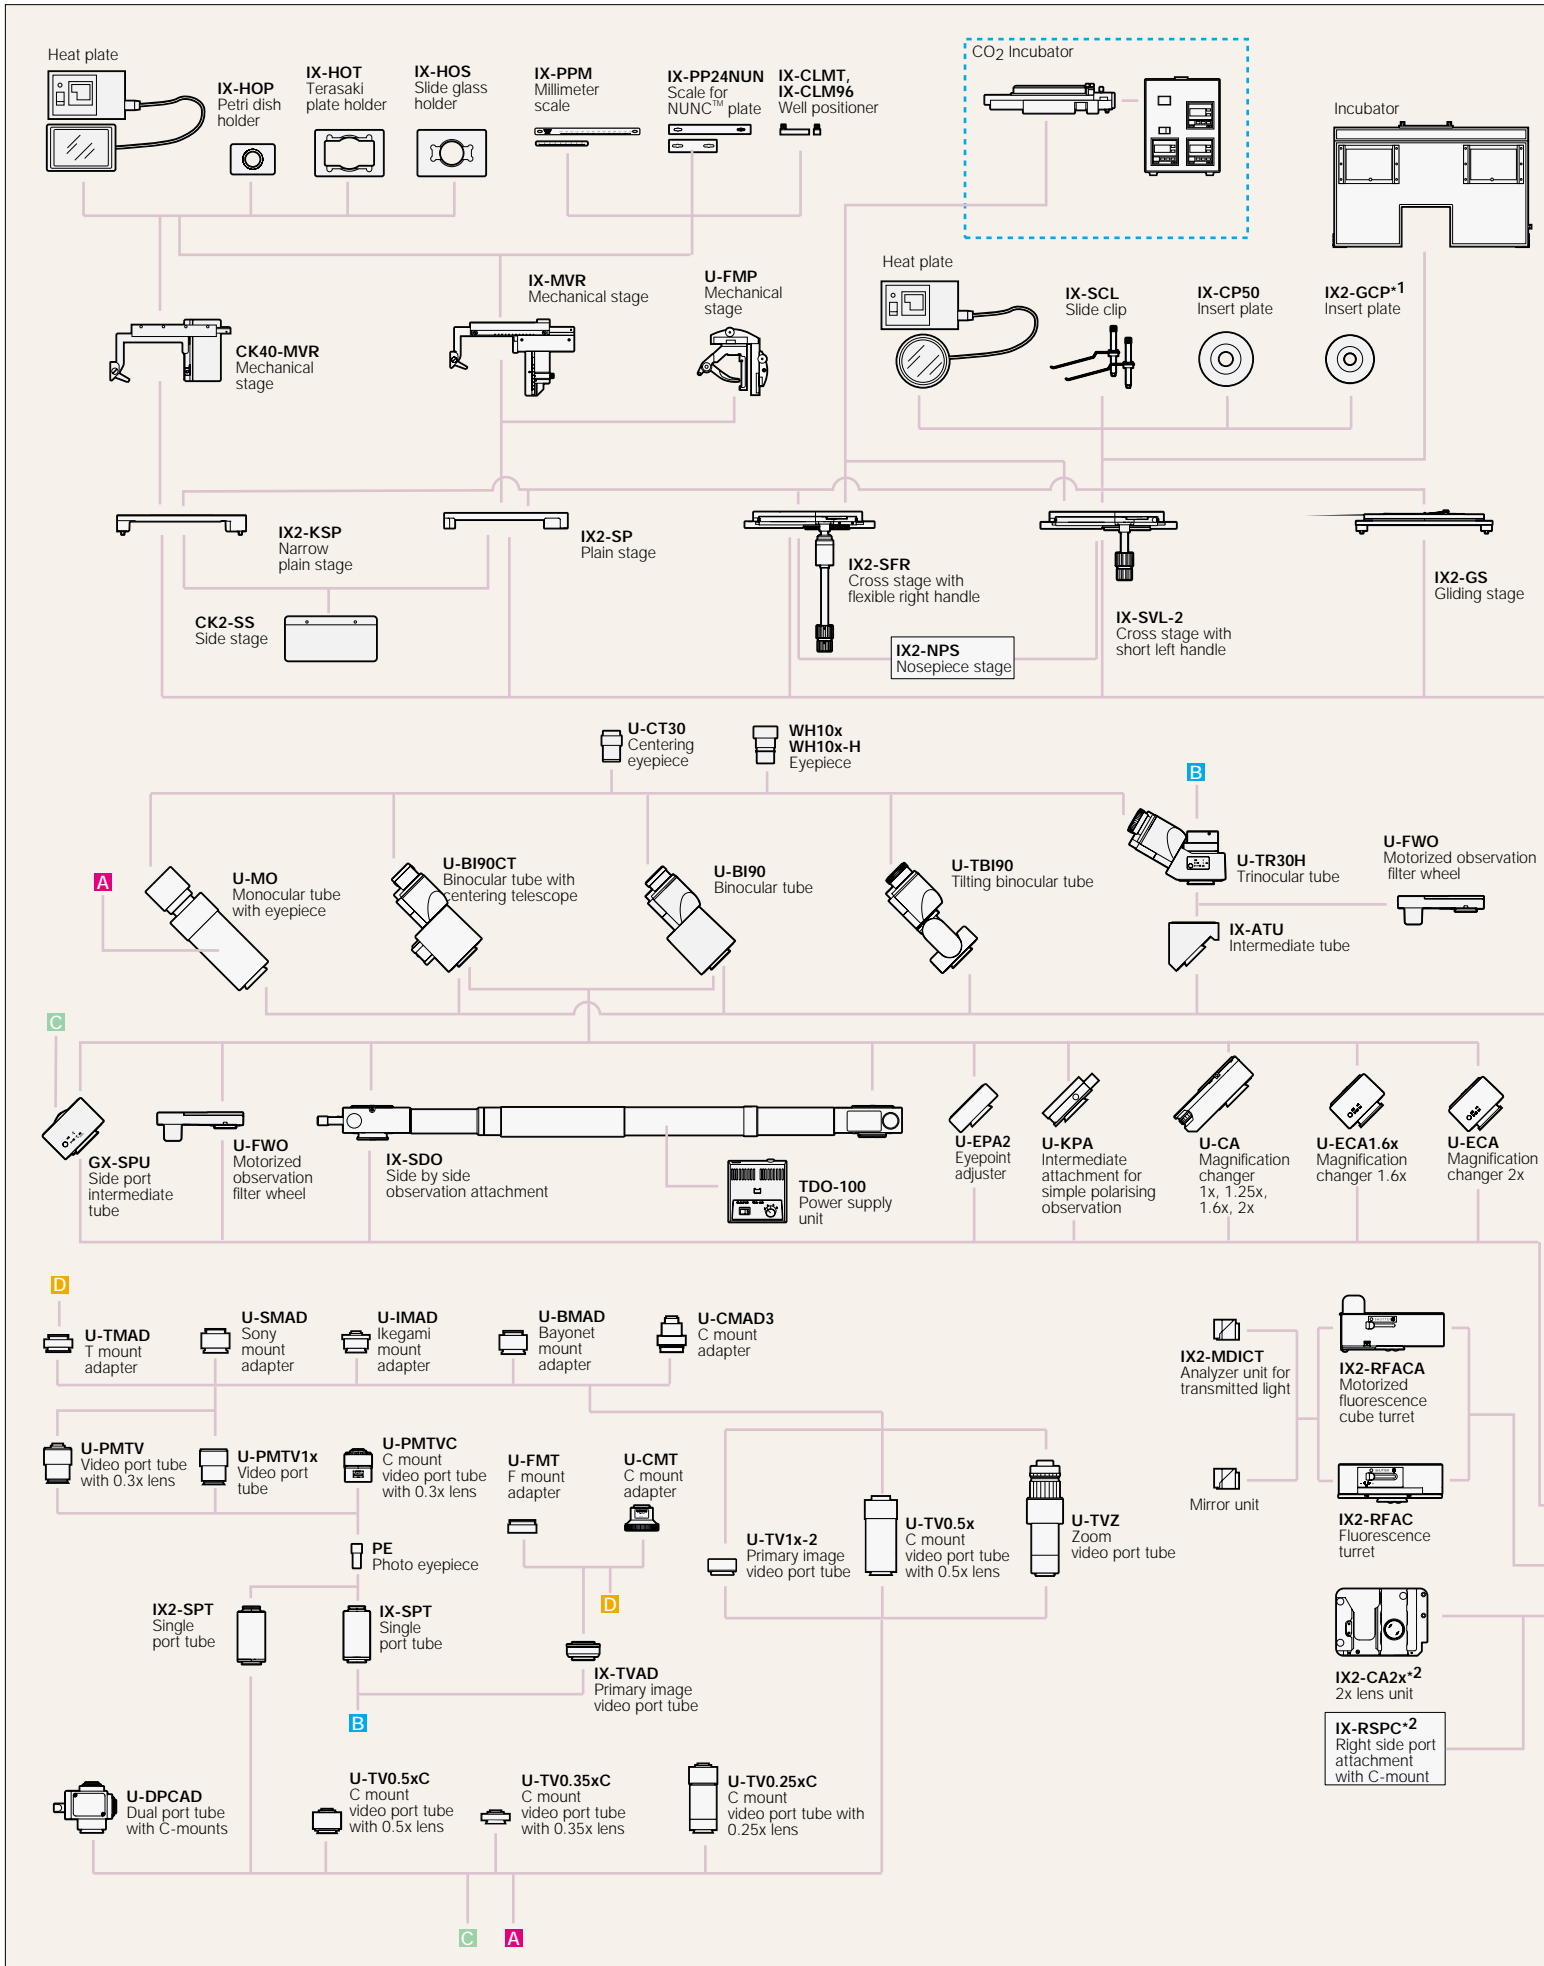 Heat plate
IX-HOP
Petri dish
holder
IX-HOT
Terasaki
plate holder
IX-HOS
Slide glass
holder
IX-PPM
Millimeter
scale
IX-PP24NUN
Scale for
NUNC™ plate
IX-CLMT,
IX-CLM96
Well positioner
CO2 Incubator
Incubator
CK40-MVR
Mechanical
stage
IX-MVR
Mechanical stage
U-FMP
Mechanical
stage
Heat plate
IX-SCL
Slide clip
IX-CP50
Insert plate
IX2-GCP*1
Insert plate
IX2-KSP
Narrow
plain stage
IX2-SP
Plain stage
IX2-SFR
Cross stage with
flexible right handle
IX-SVL-2
Cross stage with
short left handle
IX2-GS
Gliding stage
CK2-SS
Side stage
IX2-NPS
Nosepiece stage
U-CT30
Centering
eyepiece
WH10x
WH10x-H
Eyepiece
B
A
U-MO
Monocular tube
with eyepiece
U-BI90CT
Binocular tube with
centering telescope
U-BI90
Binocular tube
U-TBI90
Tilting binocular tube
U-TR30H
Trinocular tube
U-FWO
Motorized observation
filter wheel
IX-ATU
Intermediate tube
C
GX-SPU
Side port
intermediate
tube
U-FWO
Motorized
observation
filter wheel
IX-SDO
Side by side
observation attachment
TDO-100
Power supply
unit
U-EPA2
Eyepoint
adjuster
U-KPA
Intermediate
attachment for
simple polarising
observation
U-CA
Magnification
changer
1x, 1.25x,
1.6x, 2x
U-ECA1.6x
Magnification
changer 1.6x
U-ECA
Magnification
changer 2x
D
U-TMAD
T mount
adapter
U-SMAD
Sony
mount
adapter
U-IMAD
Ikegami
mount
adapter
U-BMAD
Bayonet
mount
adapter
U-CMAD3
C mount
adapter
IX2-MDICT
Analyzer unit for
transmitted light
IX2-RFACA
Motorized
fluorescence
cube turret
U-PMTV
Video port tube
with 0.3x lens
U-PMTV1x
Video port
tube
U-PMTVC
C mount
video port tube
with 0.3x lens
U-FMT
F mount
adapter
U-CMT
C mount
adapter
Mirror unit
IX2-RFAC
Fluorescence
turret
PE
Photo eyepiece
U-TV1x-2
Primary image
video port tube
U-TV0.5x
C mount
video port tube
with 0.5x lens
U-TVZ
Zoom
video port tube
D
IX2-SPT
Single
port tube
IX-SPT
Single
port tube
IX-TVAD
Primary image
video port tube
B
IX2-CA2x*2
2x lens unit
IX-RSPC*2
Right side port
attachment
with C-mount
U-DPCAD
Dual port tube
with C-mounts
U-TV0.5xC
C mount
video port tube
with 0.5x lens
U-TV0.35xC
C mount
video port tube
with 0.35x lens
U-TV0.25xC
C mount
video port tube with
0.25x lens
C
A